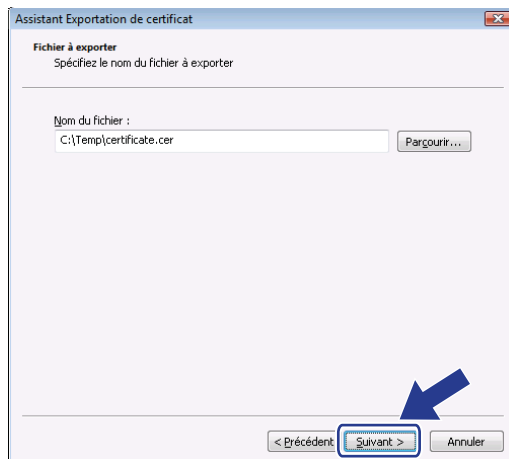 Assistant Exportation de certificat
Fichier à exporter
Spécifiez le nom du fichier à exporter
Nom du fichier :
C:\Temp\certificate.cer
Parcourir...
< Précédent
Suivant >
Annuler